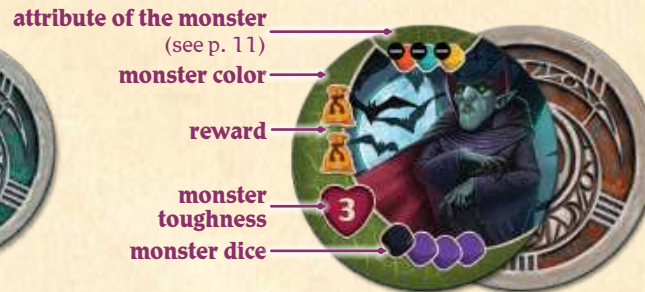 attribute of the monster
(see p. 11)
monster color
reward
monster
toughness
3
monster dice